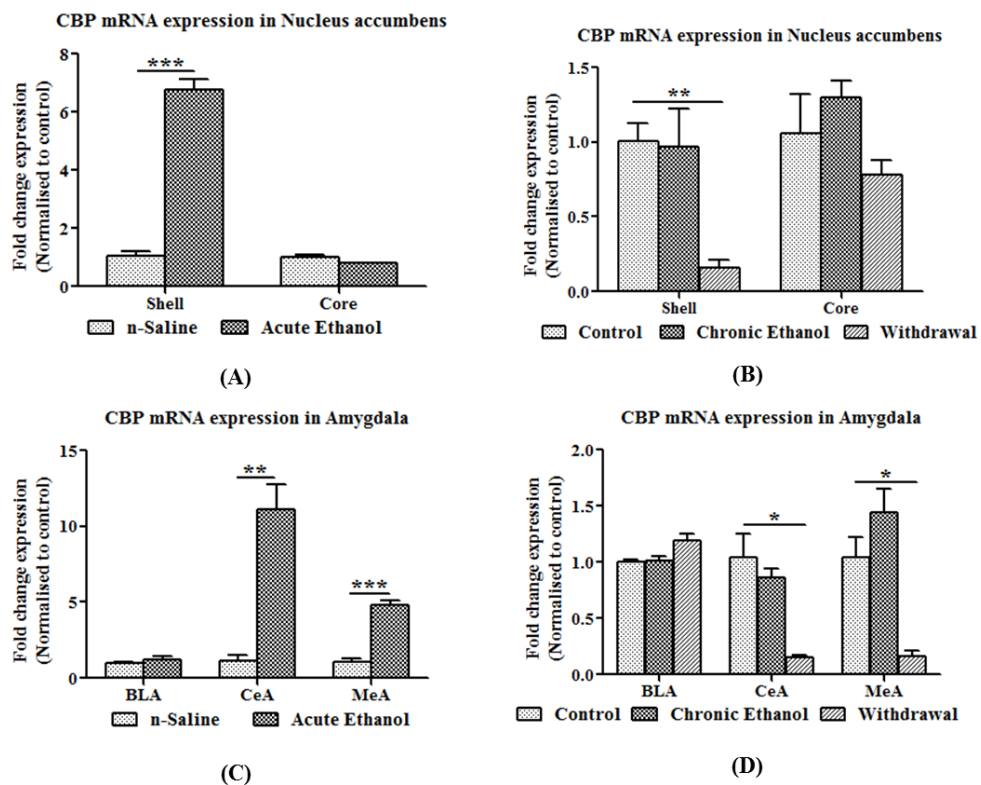 CBP mRNA expression in Nucleus accumbens
Fold change expression
(Normalised to control)
8
6
4
2
0
***
Shell
Core
n-Saline
Acute Ethanol
(A)
CBP mRNA expression in Nucleus accumbens
Fold change expression
(Normalised to control)
1.5
1.0
0.5
0.0
**
Shell
Core
Control
Chronic Ethanol
Withdrawal
(B)
CBP mRNA expression in Amygdala
Fold change expression
(Normalised to control)
15
10
5
0
**
***
BLA
CeA
MeA
n-Saline
Acute Ethanol
(C)
CBP mRNA expression in Amygdala
Fold change expression
(Normalised to control)
2.0
1.5
1.0
0.5
0.0
*
*
BLA
CeA
MeA
Control
Chronic Ethanol
Withdrawal
(D)